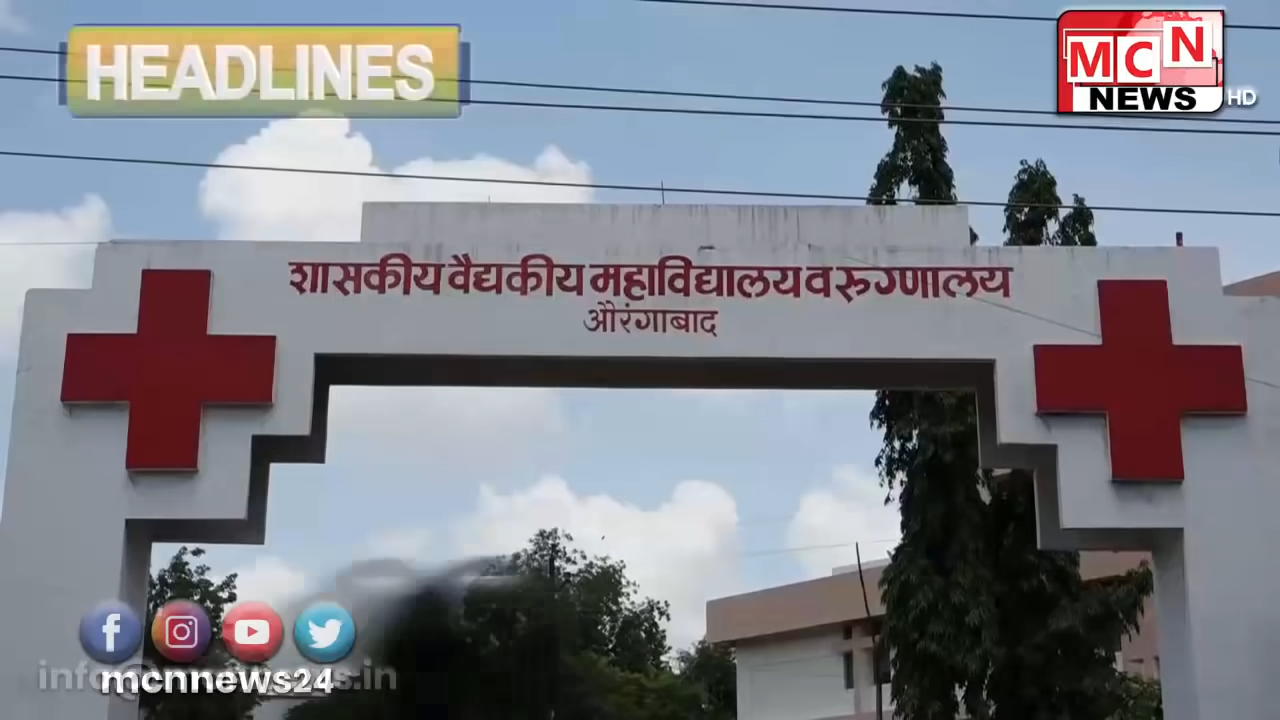 HEADLINES
MCN
NEWS HD
शासकीय वैद्यकीय महाविद्यालय व रुग्णालय
औरंगाबाद
mcnnews24